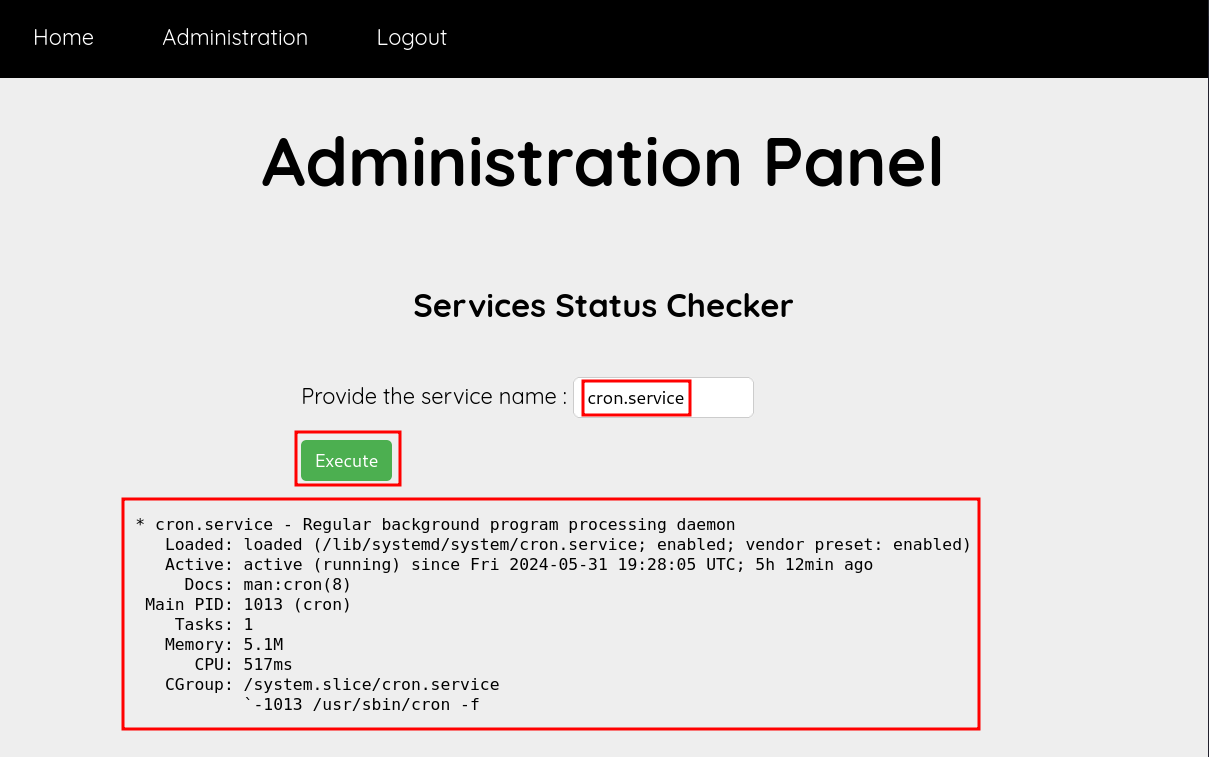 Home Administration Logout
Administration Panel
Services Status Checker
Provide the service name : cron.service
Execute
* cron.service - Regular background program processing daemon
   Loaded: loaded (/lib/systemd/system/cron.service; enabled; vendor preset: enabled)
   Active: active (running) since Fri 2024-05-31 19:28:05 UTC; 5h 12min ago
     Docs: man:cron(8)
 Main PID: 1013 (cron)
    Tasks: 1
   Memory: 5.1M
      CPU: 517ms
   CGroup: /system.slice/cron.service
           `-1013 /usr/sbin/cron -f